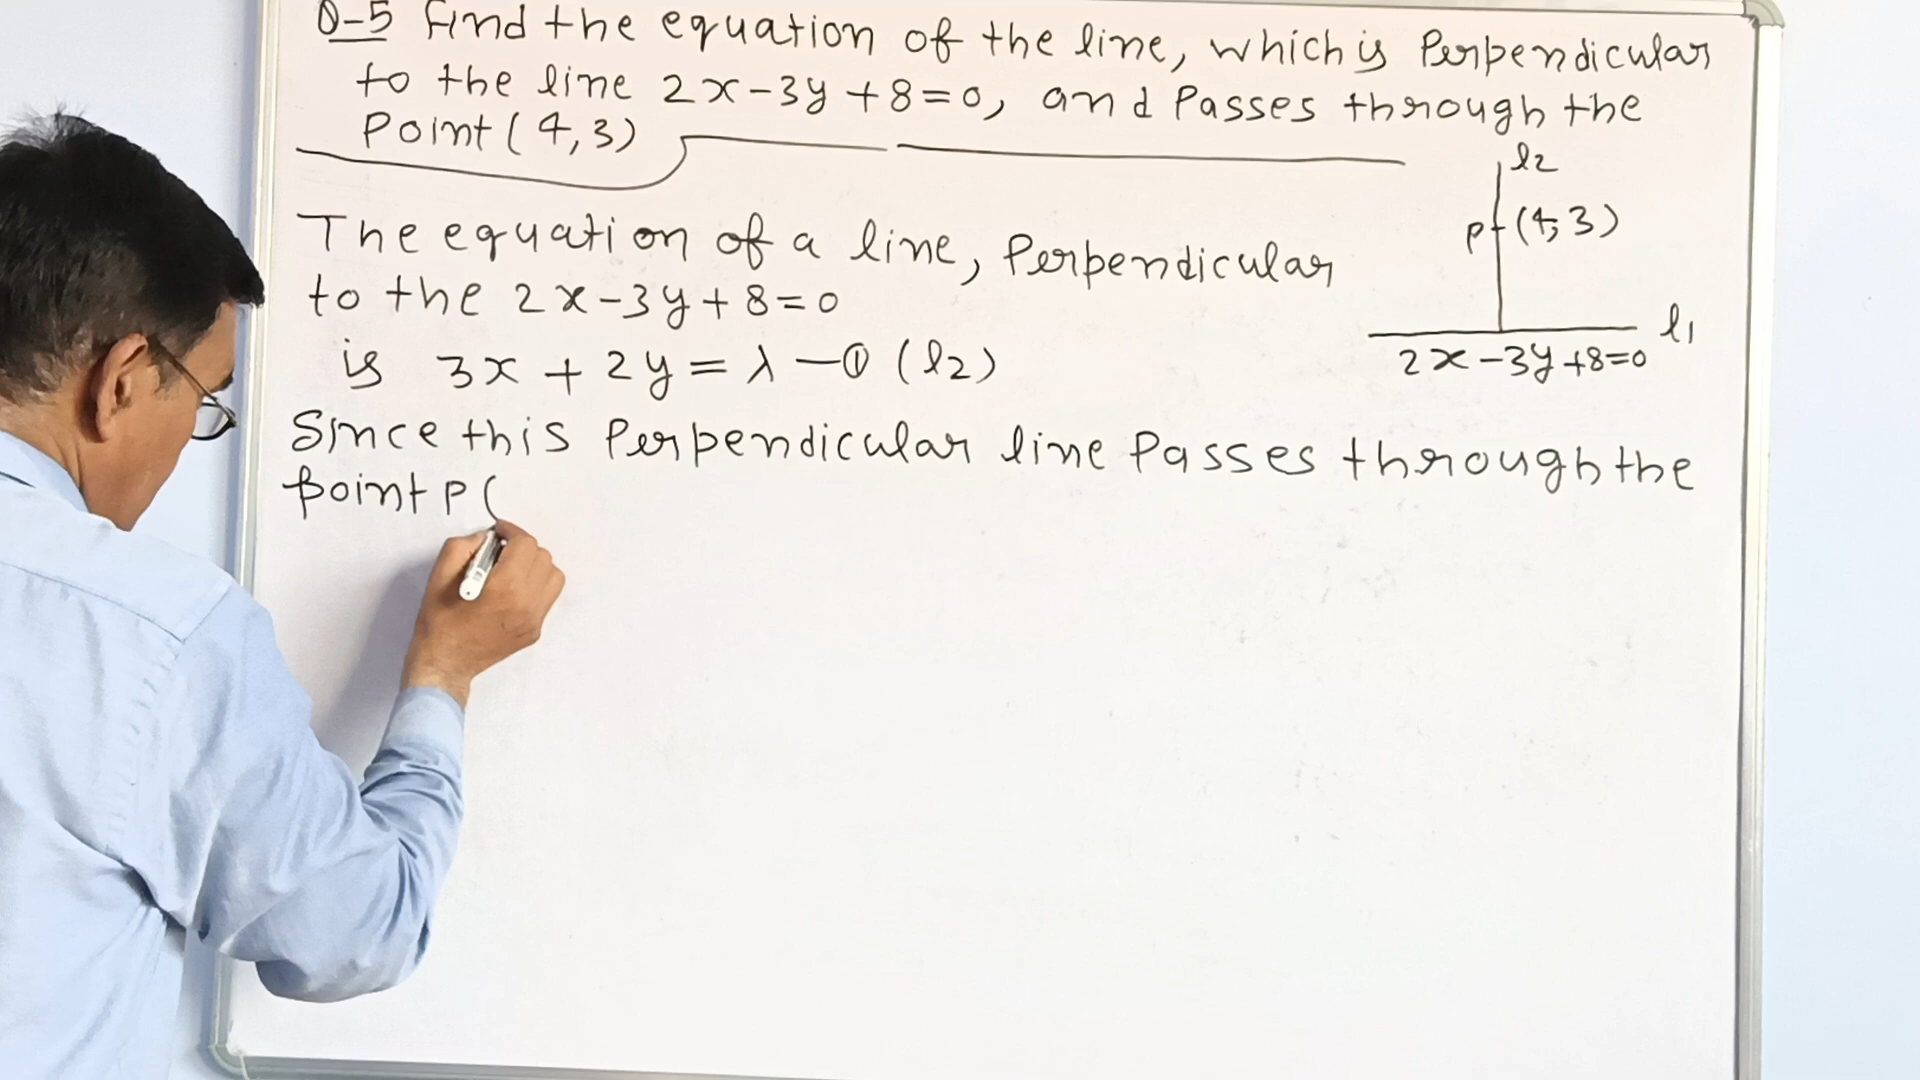 Q-5 Find the equation of the line, which is Perpendicular
to the line 2x-3y+8=0, and Passes through the
Point (4,3)
l2
P (4,3)
l1
2x-3y+8=0
The equation of a line, Perpendicular
to the 2x-3y+8=0
is 3x+2y=λ —① (l2)
Since this Perpendicular line Passes through the
point P(